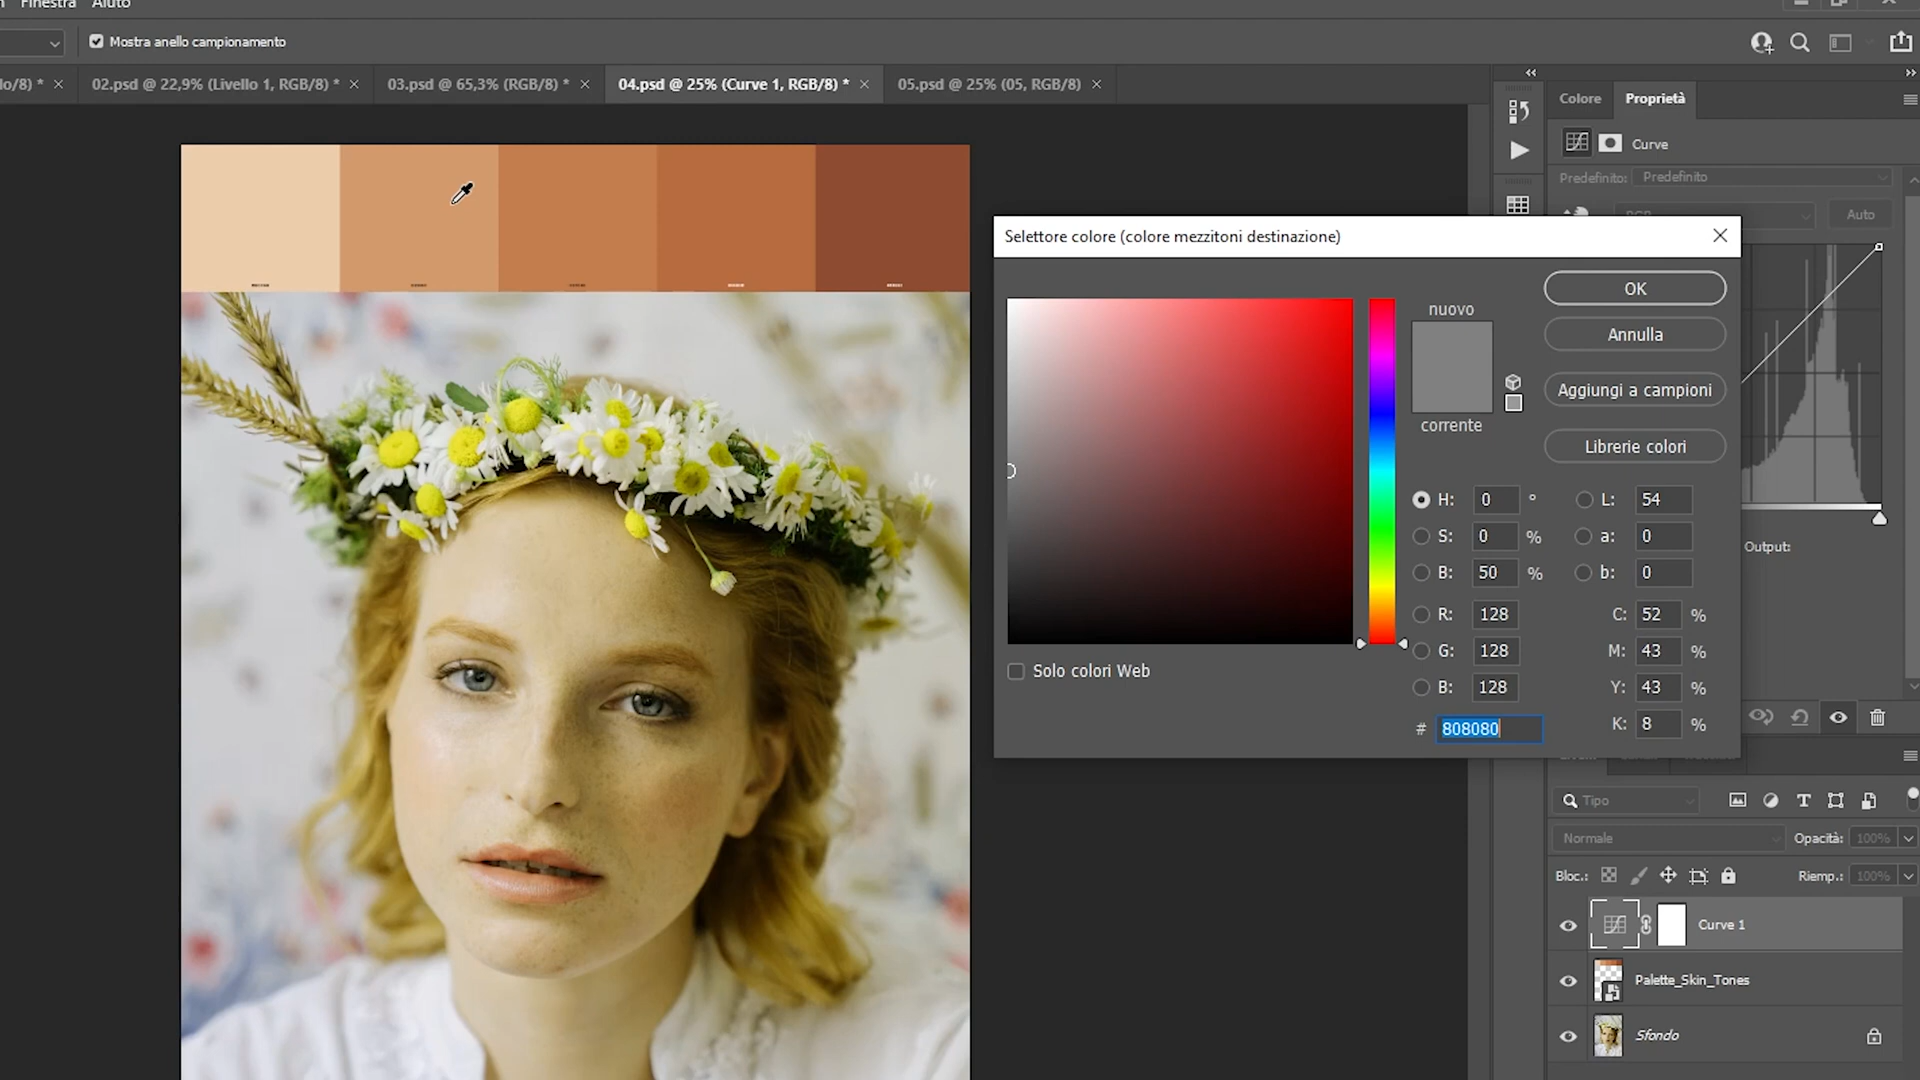 Finestra Aiuto
Mostra anello campionamento
lo/8) * × 02.psd @ 22,9% (Livello 1, RGB/8) * × 03.psd @ 65,3% (RGB/8) * × 04.psd @ 25% (Curve 1, RGB/8) * × 05.psd @ 25% (05, RGB/8) ×
Colore Proprietà
Curve
Predefinito: Predefinito
RGB Auto
Selettore colore (colore mezzitoni destinazione)
nuovo
corrente
OK
Annulla
Aggiungi a campioni
Librerie colori
H: 0 ° L: 54
S: 0 % a: 0
B: 50 % b: 0
R: 128 C: 52 %
G: 128 M: 43 %
B: 128 Y: 43 %
# 808080 K: 8 %
Solo colori Web
Output:
Tipo
Normale Opacità: 100%
Bloc.: Riemp.: 100%
Curve 1
Palette_Skin_Tones
Sfondo